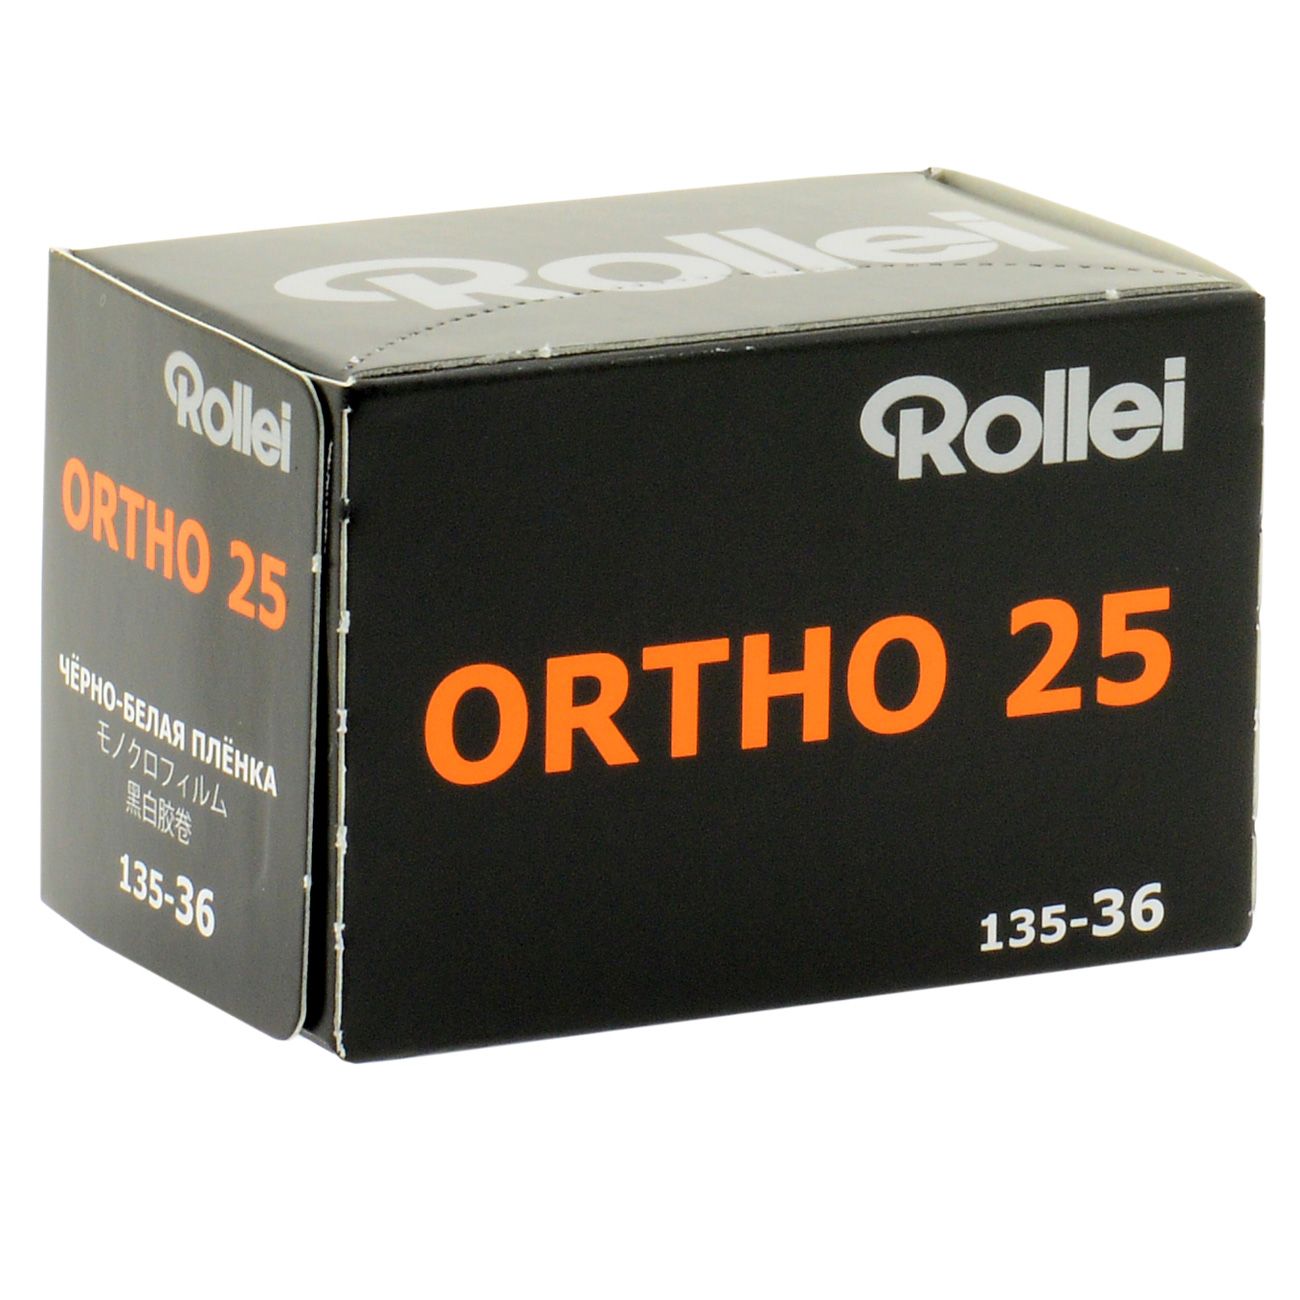 Rollei
Rollei
ORTHO 25
ЧЁРНО-БЕЛАЯ ПЛЁНКА
モノクロフィルム
黑白胶卷
135-36
Rollei
ORTHO 25
135-36